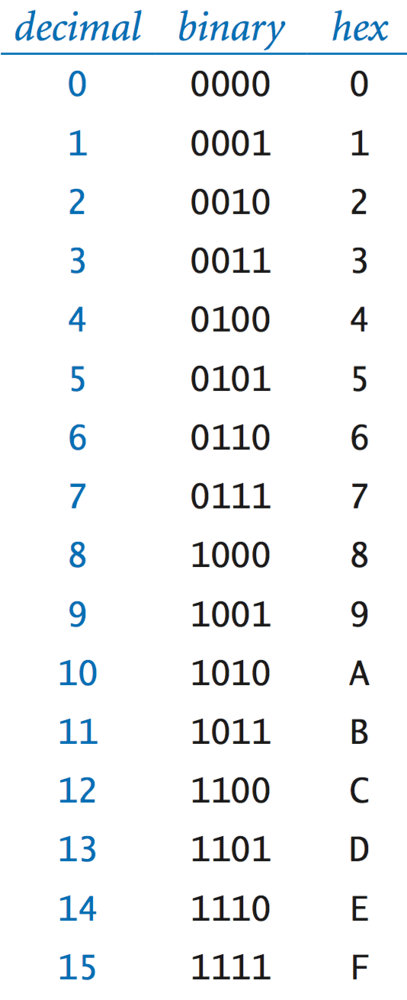 decimal binary hex
0 0000 0
1 0001 1
2 0010 2
3 0011 3
4 0100 4
5 0101 5
6 0110 6
7 0111 7
8 1000 8
9 1001 9
10 1010 A
11 1011 B
12 1100 C
13 1101 D
14 1110 E
15 1111 F